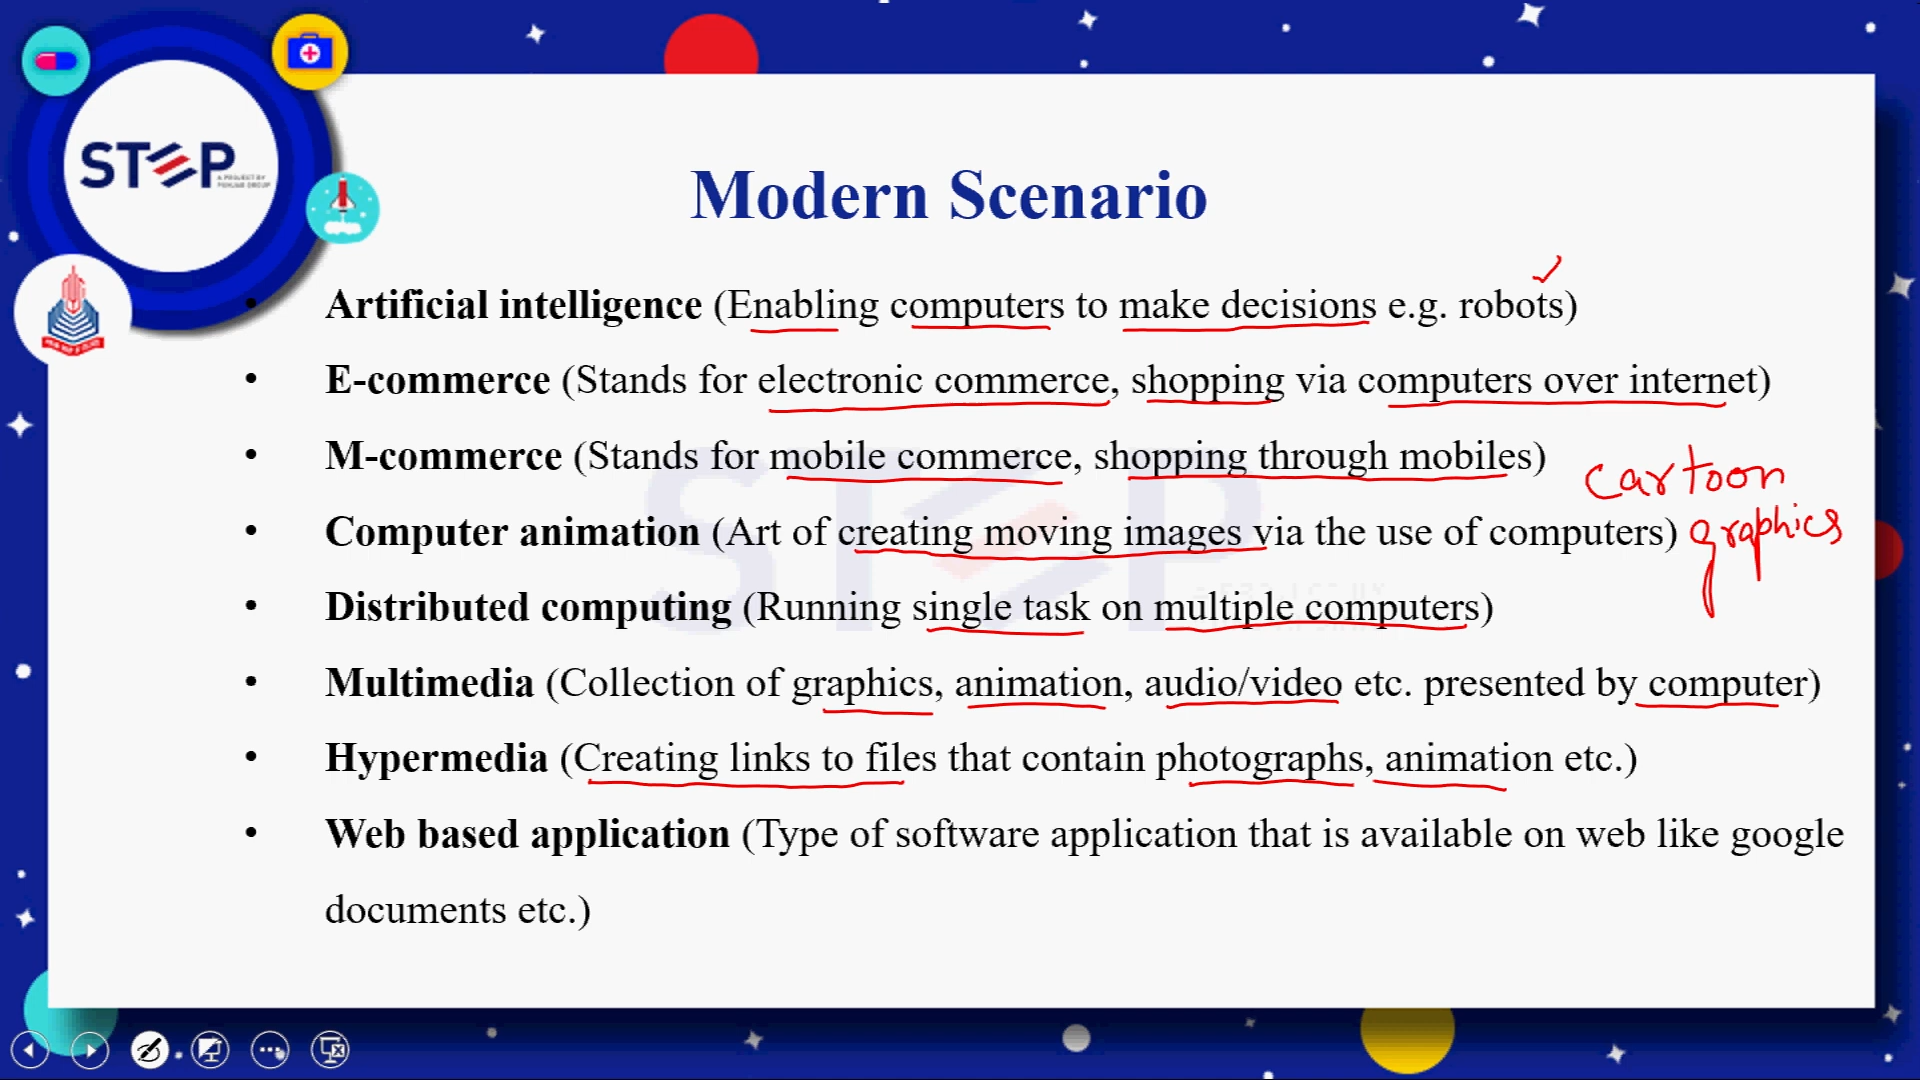 STEP
A PROJECT BY
PUNJAB GROUP
Modern Scenario
• Artificial intelligence (Enabling computers to make decisions e.g. robots)
• E-commerce (Stands for electronic commerce, shopping via computers over internet)
• M-commerce (Stands for mobile commerce, shopping through mobiles)
cartoon
• Computer animation (Art of creating moving images via the use of computers) graphics
• Distributed computing (Running single task on multiple computers)
• Multimedia (Collection of graphics, animation, audio/video etc. presented by computer)
• Hypermedia (Creating links to files that contain photographs, animation etc.)
• Web based application (Type of software application that is available on web like google
documents etc.)